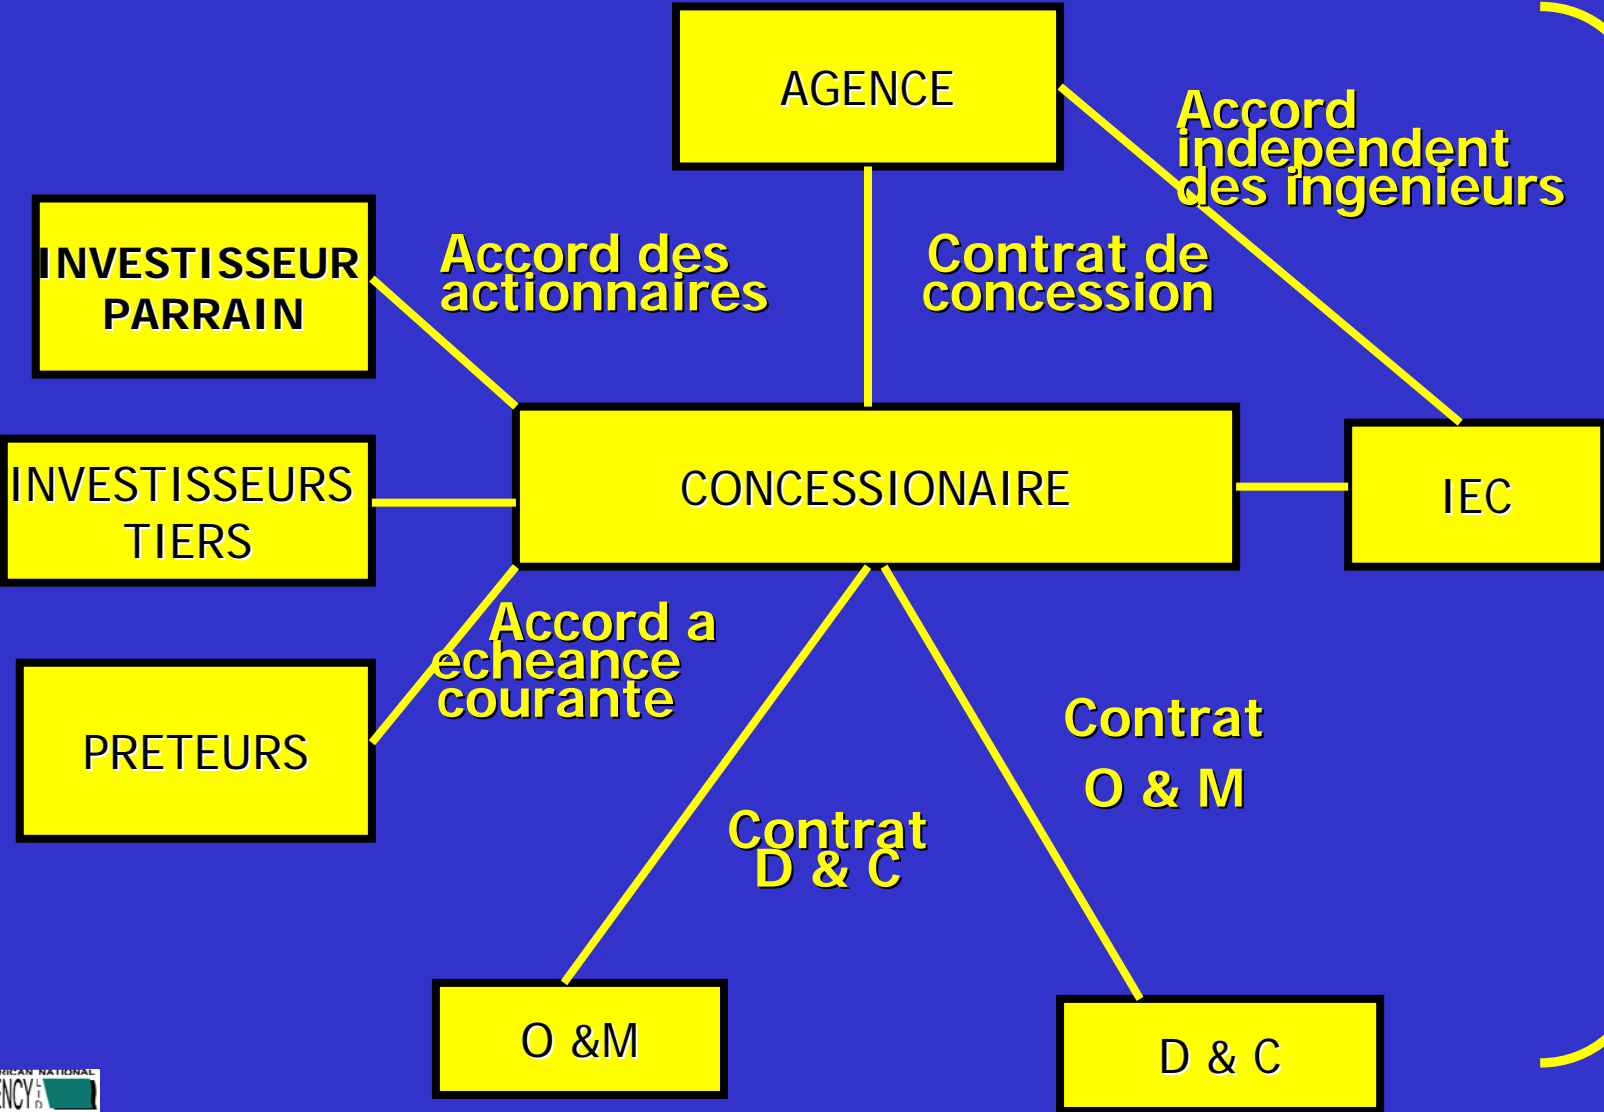 AGENCE
Accord
independent
des ingenieurs
INVESTISSEUR
PARRAIN
Accord des
actionnaires
Contrat de
concession
INVESTISSEURS
TIERS
CONCESSIONAIRE
IEC
Accord a
echeance
courante
PRETEURS
Contrat
O & M
Contrat
D & C
O &M
D & C
NATIONAL